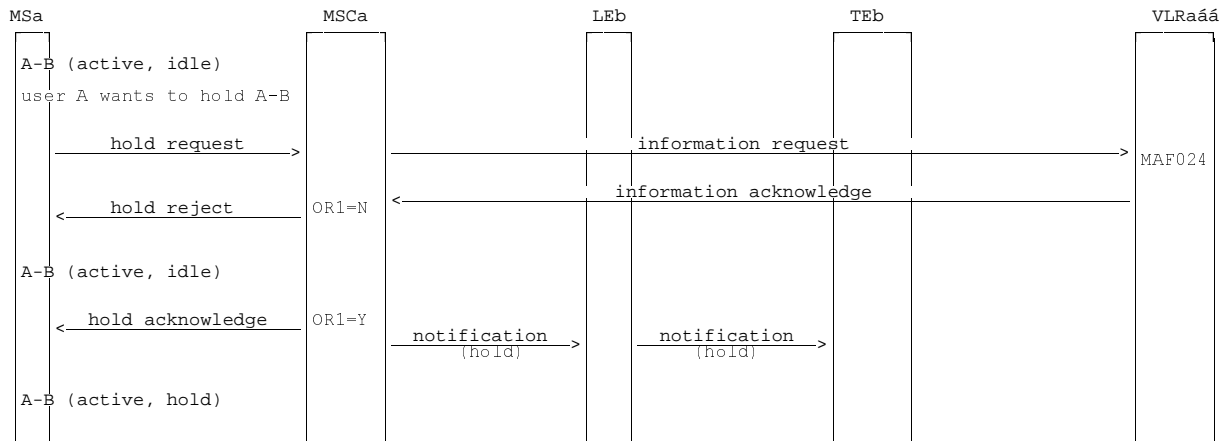 MSa MSCa LEb TEb VLRaáá
A-B (active, idle)
user A wants to hold A-B
hold request information request
MAF024
information acknowledge
hold reject OR1=N
A-B (active, idle)
hold acknowledge OR1=Y
notification notification
(hold) (hold)
A-B (active, hold)